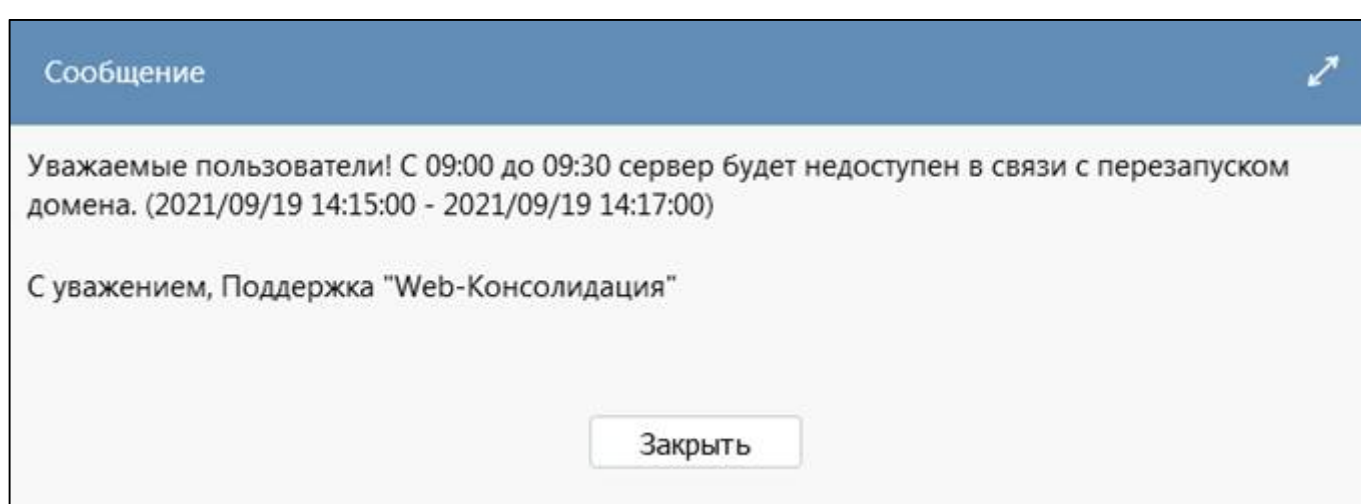 Сообщение
Уважаемые пользователи! С 09:00 до 09:30 сервер будет недоступен в связи с перезапуском
домена. (2021/09/19 14:15:00 - 2021/09/19 14:17:00)
С уважением, Поддержка "Web-Консолидация"
Закрыть